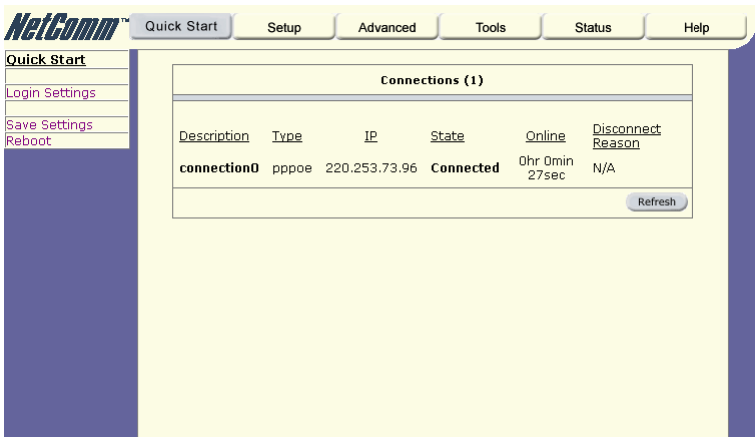 NetComm™ Quick Start Setup Advanced Tools Status Help
Quick Start
Login Settings
Save Settings
Reboot
Connections (1)
Description Type IP State Online Disconnect Reason
connection0 pppoe 220.253.73.96 Connected 0hr 0min 27sec N/A
Refresh